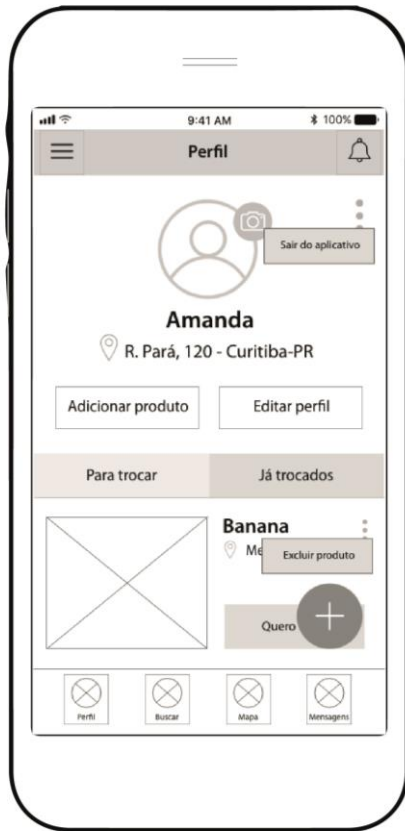 9:41 AM
100%
Perfil
Sair do aplicativo
Amanda
R. Pará, 120 - Curitiba-PR
Adicionar produto
Editar perfil
Para trocar
Já trocados
Banana
Me
Excluir produto
Quero
Perfil
Buscar
Mapa
Mensagens